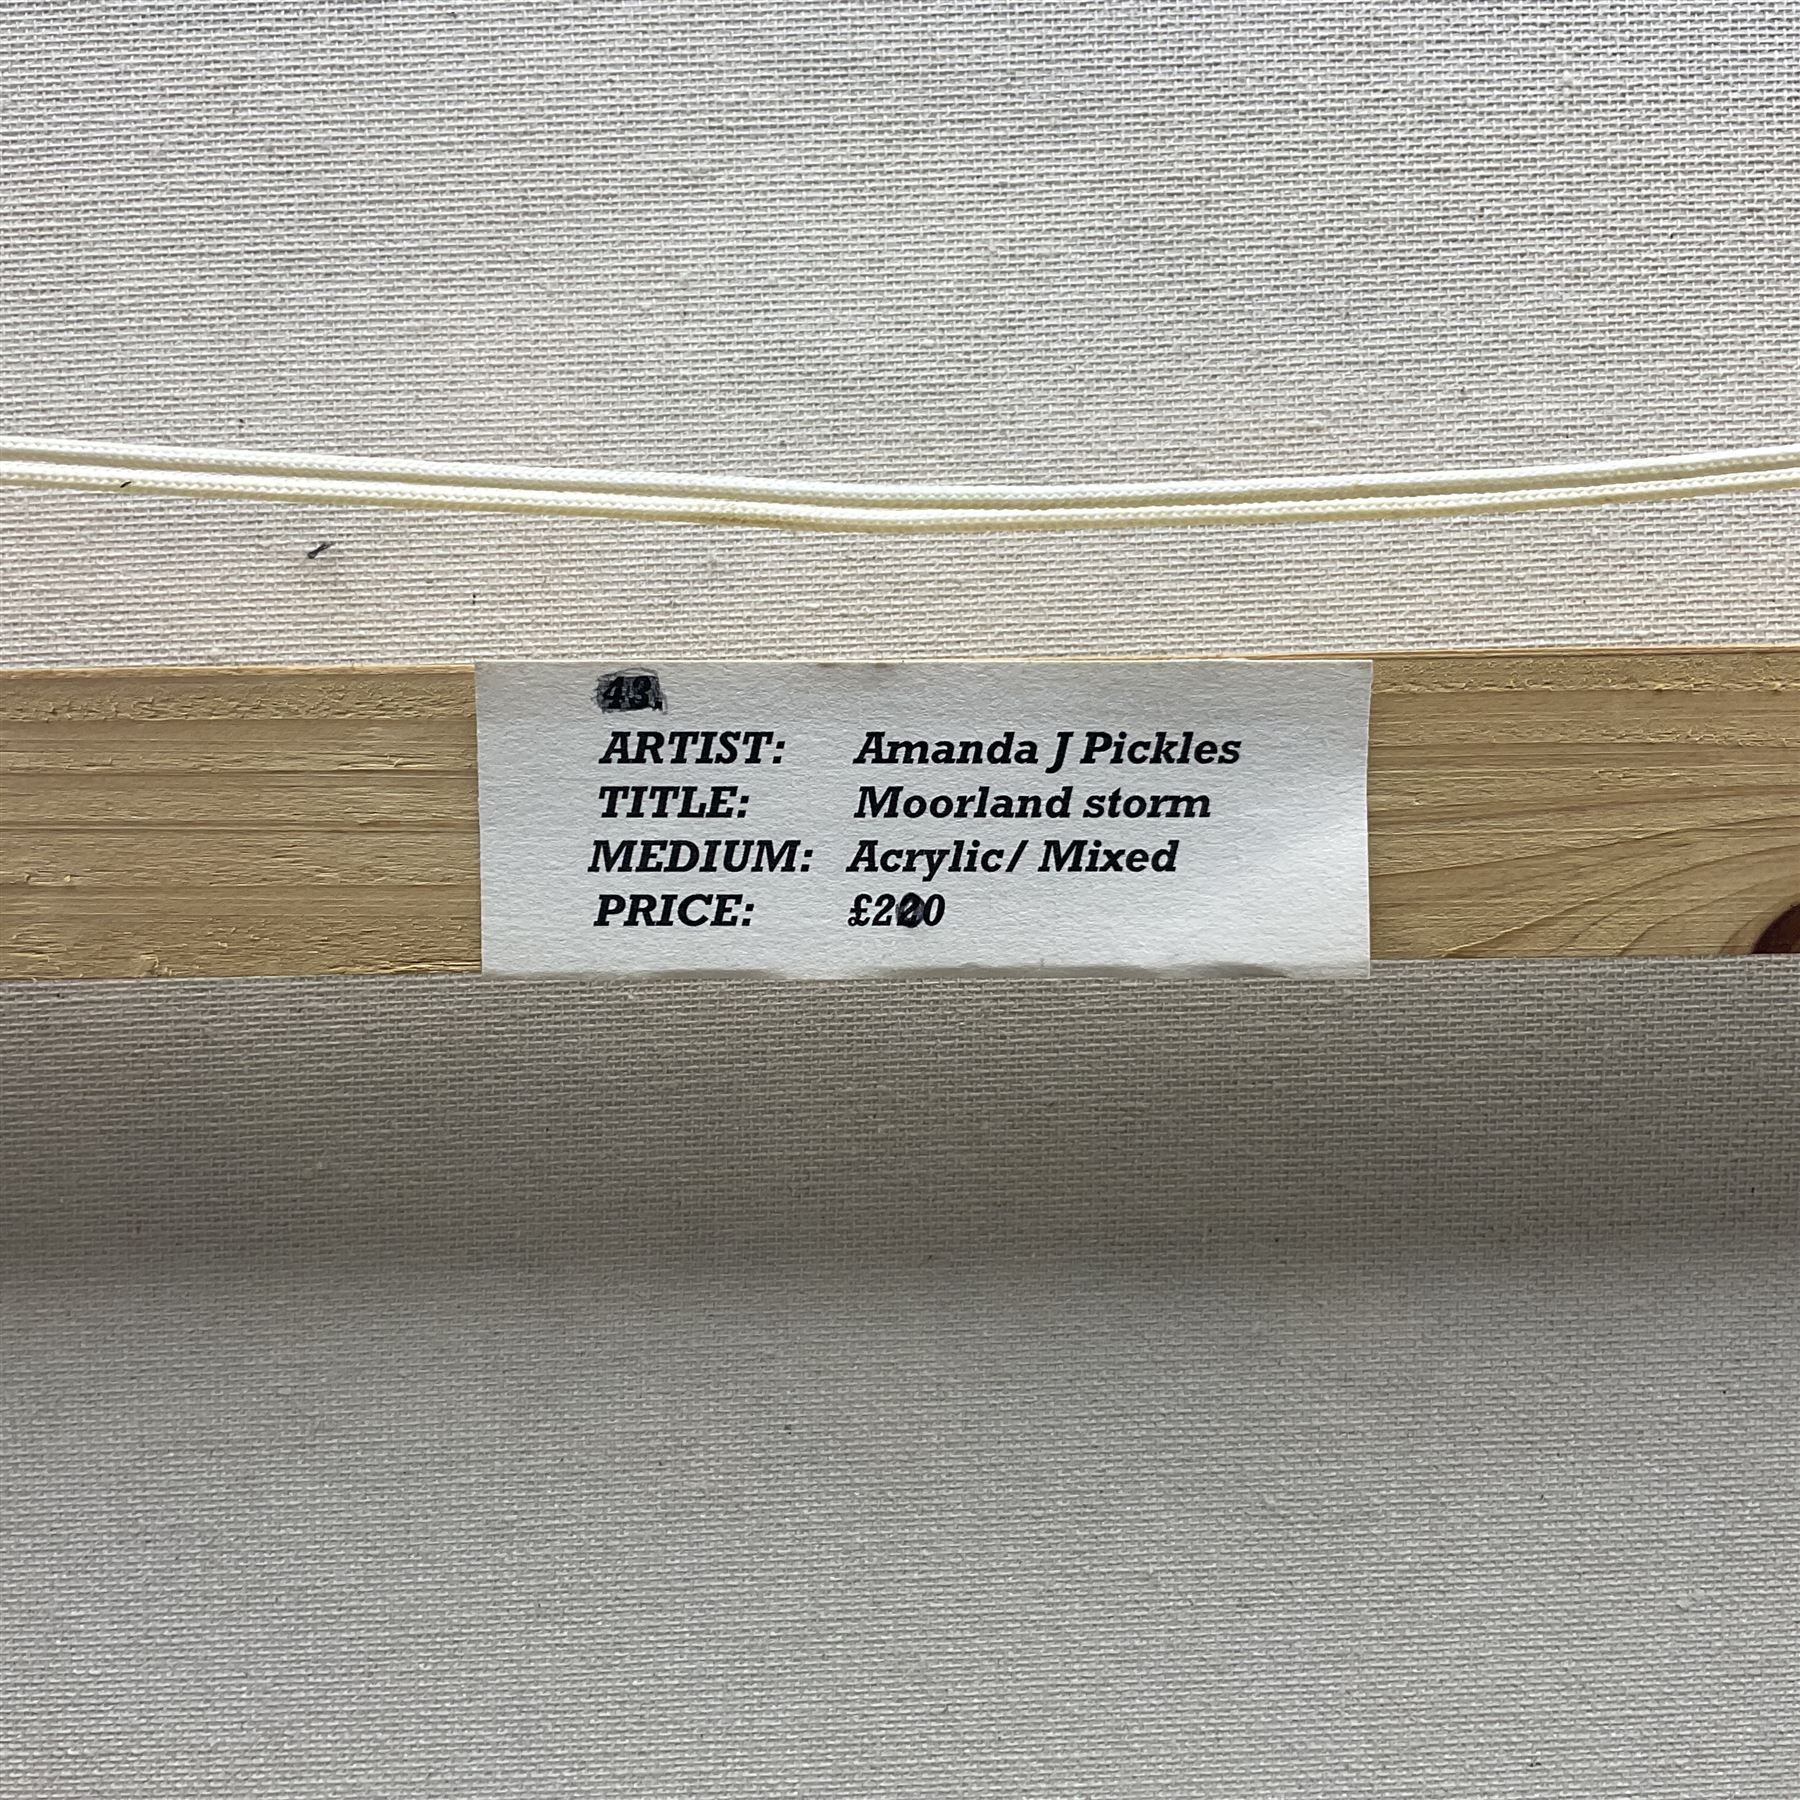 43.
ARTIST: Amanda J Pickles
TITLE: Moorland storm
MEDIUM: Acrylic/ Mixed
PRICE: